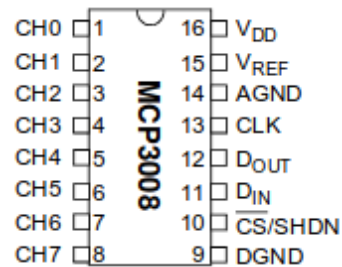 CH0 1 16 VDD
CH1 2 15 VREF
CH2 3 14 AGND
CH3 4 13 CLK
CH4 5 12 DOUT
CH5 6 11 DIN
CH6 7 10 C̅S̅/SHDN
CH7 8 9 DGND
MCP3008